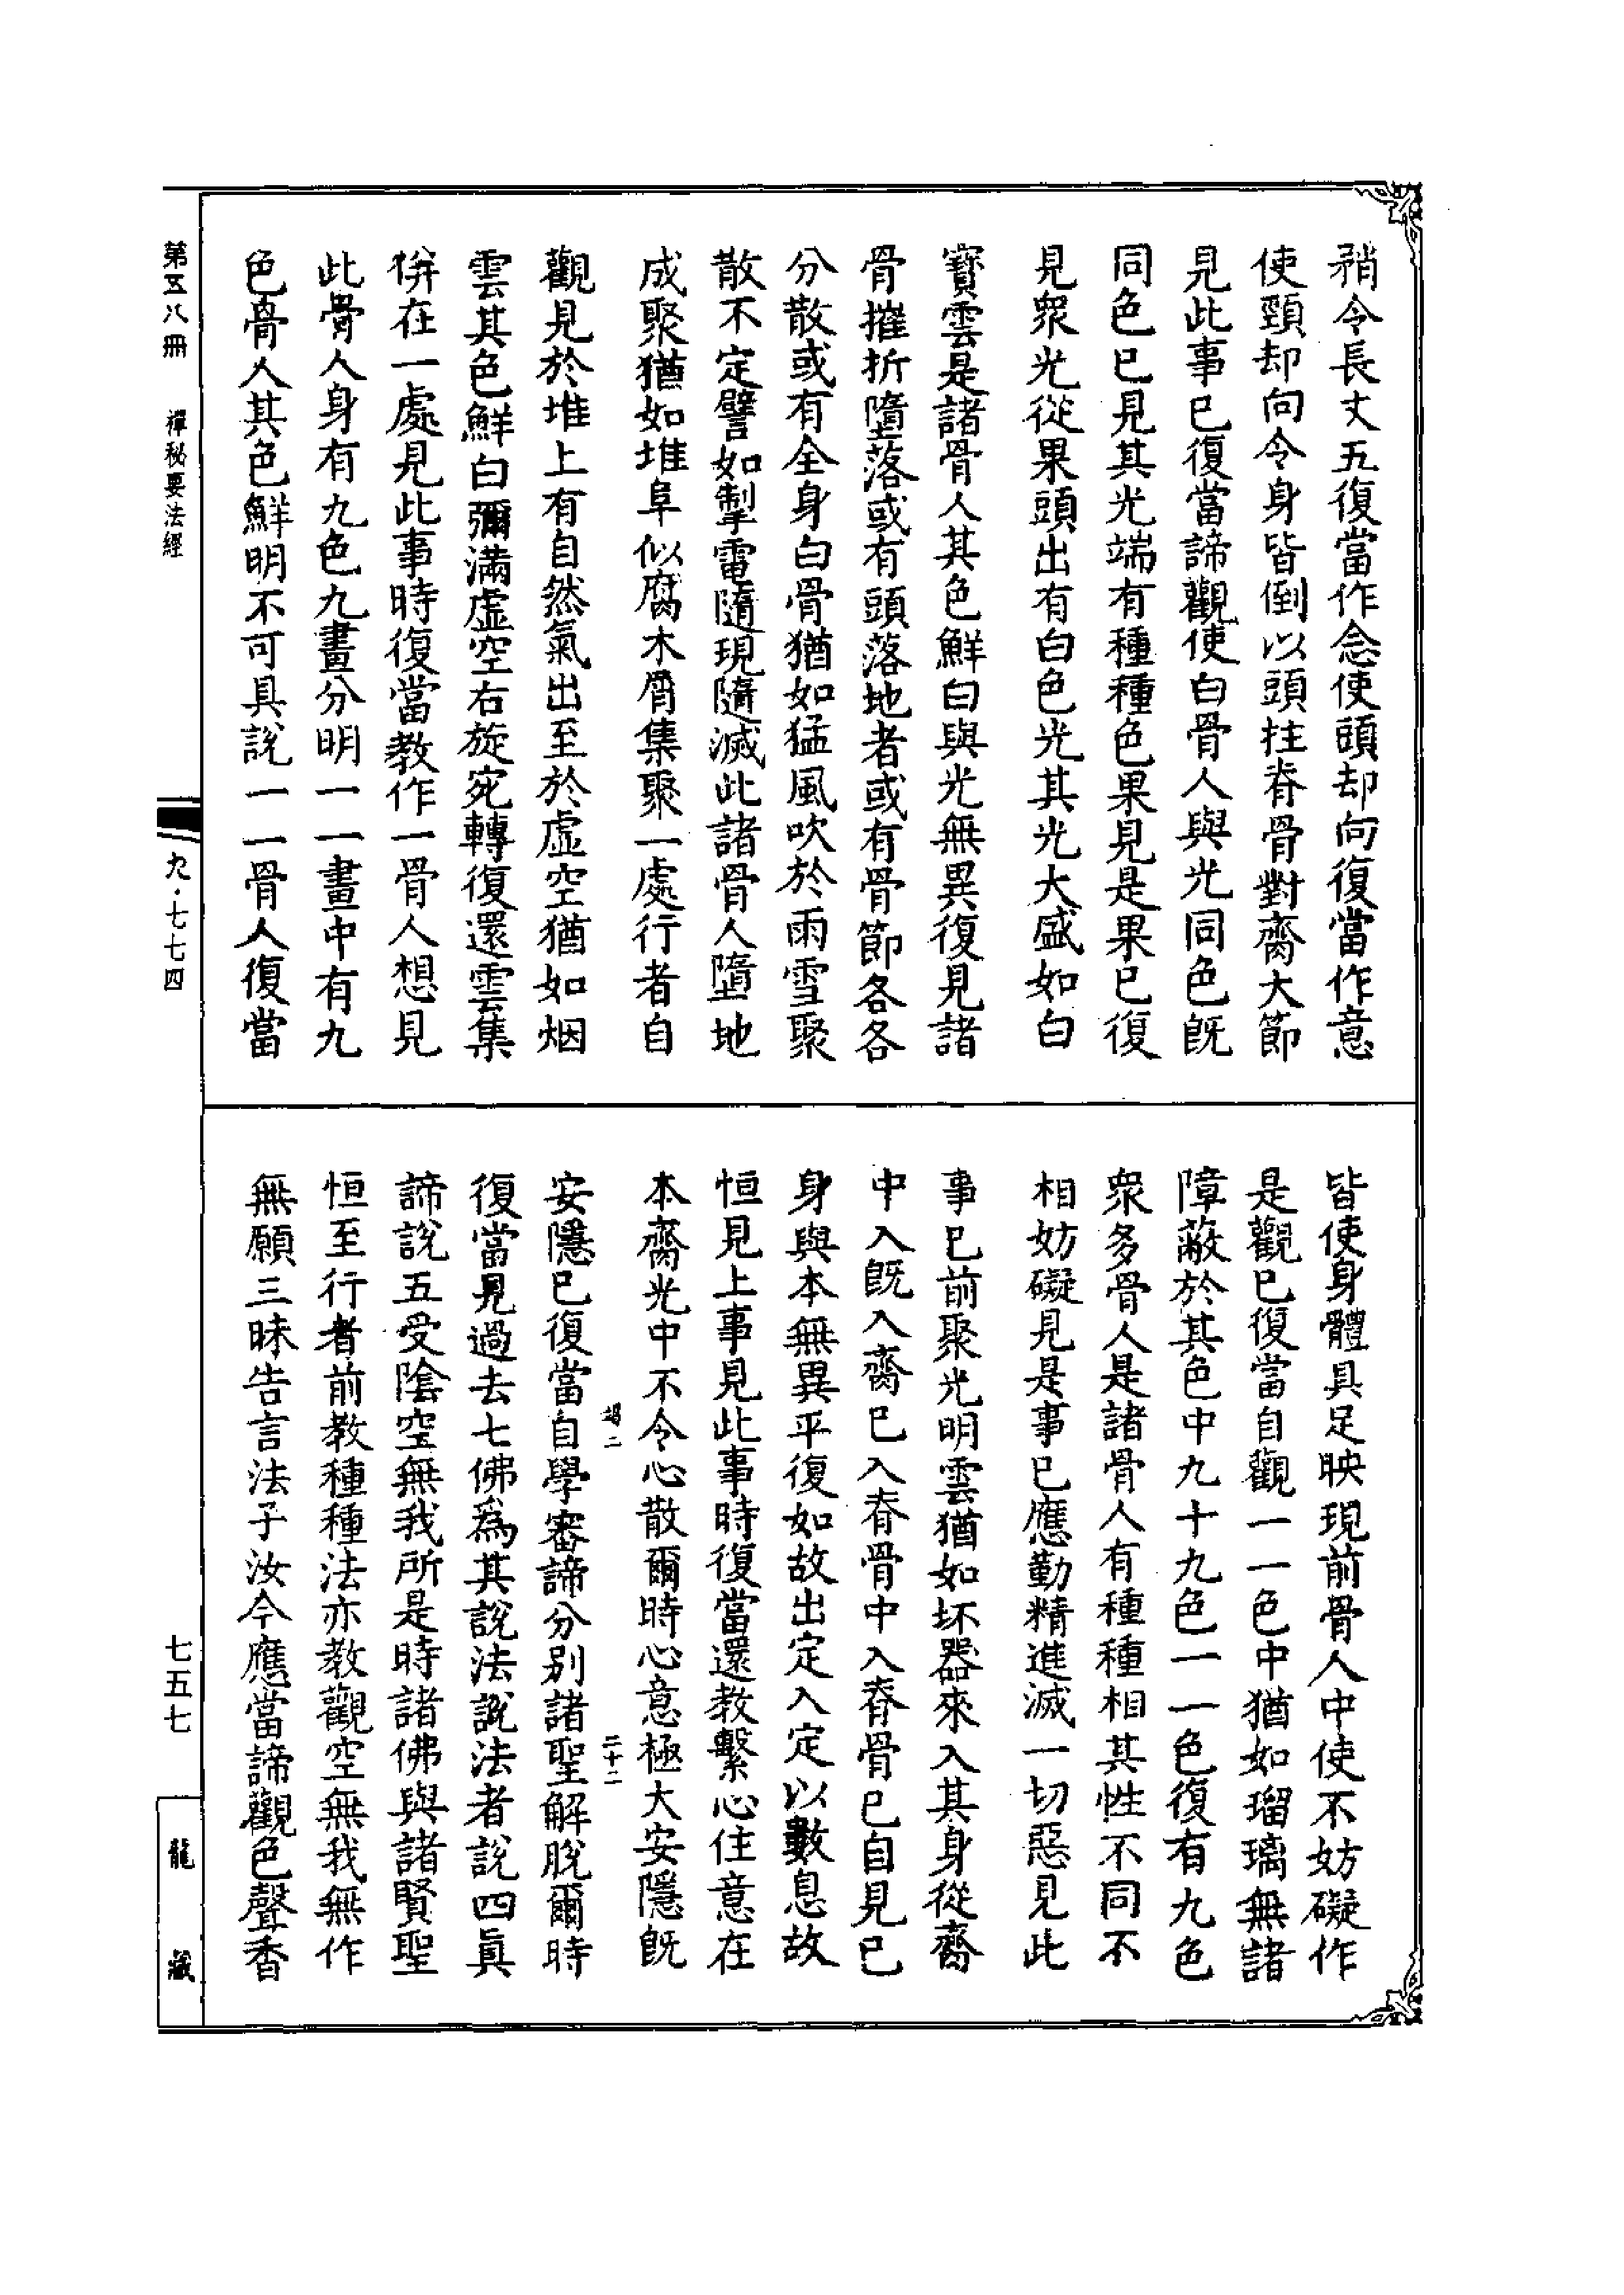 稍令長丈五復當作念使頭却向復當作意
使頸却向令身皆倒以頭拄脊骨對齎大節
見此事已復當諦觀使白骨人與光同色旣
同色已見其光端有種種色果見是果已復
見衆光從果頭出有白色光其光大盛如白
寶雲是諸骨人其色鮮白與光無異復見諸
骨摧折墮落或有頭落地者或有骨節各各
分散或有全身白骨猶如猛風吹於雨雪聚
散不定譬如掣電隨現隨滅此諸骨人墮地
成聚猶如堆阜似腐木屑集聚一處行者自
觀見於堆上有自然氣出至於虛空猶如烟
雲其色鮮白彌滿虛空右旋宛轉復還雲集
併在一處見此事時復當教作一骨人想見
此骨人身有九色九畫分明一一畫中有九
色骨人其色鮮明不可具說一一骨人復當
皆使身體具足映現前骨人中使不妨礙作
是觀已復當自觀一一色中猶如瑠璃無諸
障蔽於其色中九十九色一一色復有九色
衆多骨人是諸骨人有種種相其性不同不
相妨礙見是事已應勤精進滅一切惡見此
事已前聚光明雲猶如坏器來入其身從齎
中入旣入齎已入脊骨中入脊骨已自見己
身與本無異平復如故出定入定以數息故
恒見上事見此事時復當還教繫心住意在
本齎光中不令心散爾時心意極大安隱旣
竭二
二十二
安隱已復當自學審諦分別諸聖解脫爾時
復當見過去七佛爲其說法說法者說四眞
諦說五受陰空無我所是時諸佛與諸賢聖
恒至行者前教種種法亦教觀空無我無作
無願三昧告言法子汝今應當諦觀色聲香
第五八冊
禪秘要法經
九·七七四
七五七
龍藏